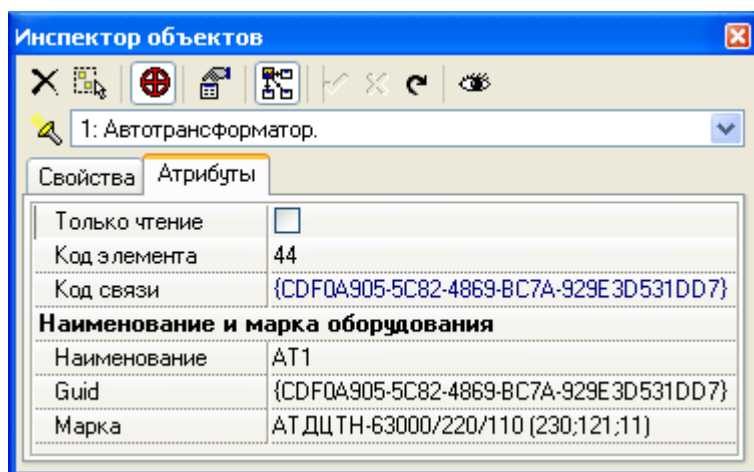 Инспектор объектов
1: Автотрансформатор.
Свойства Атрибуты
Только чтение
Код элемента 44
Код связи {CDF0A905-5C82-4869-BC7A-929E3D531DD7}
Наименование и марка оборудования
Наименование АТ1
Guid {CDF0A905-5C82-4869-BC7A-929E3D531DD7}
Марка АТДЦТН-63000/220/110 (230;121;11)